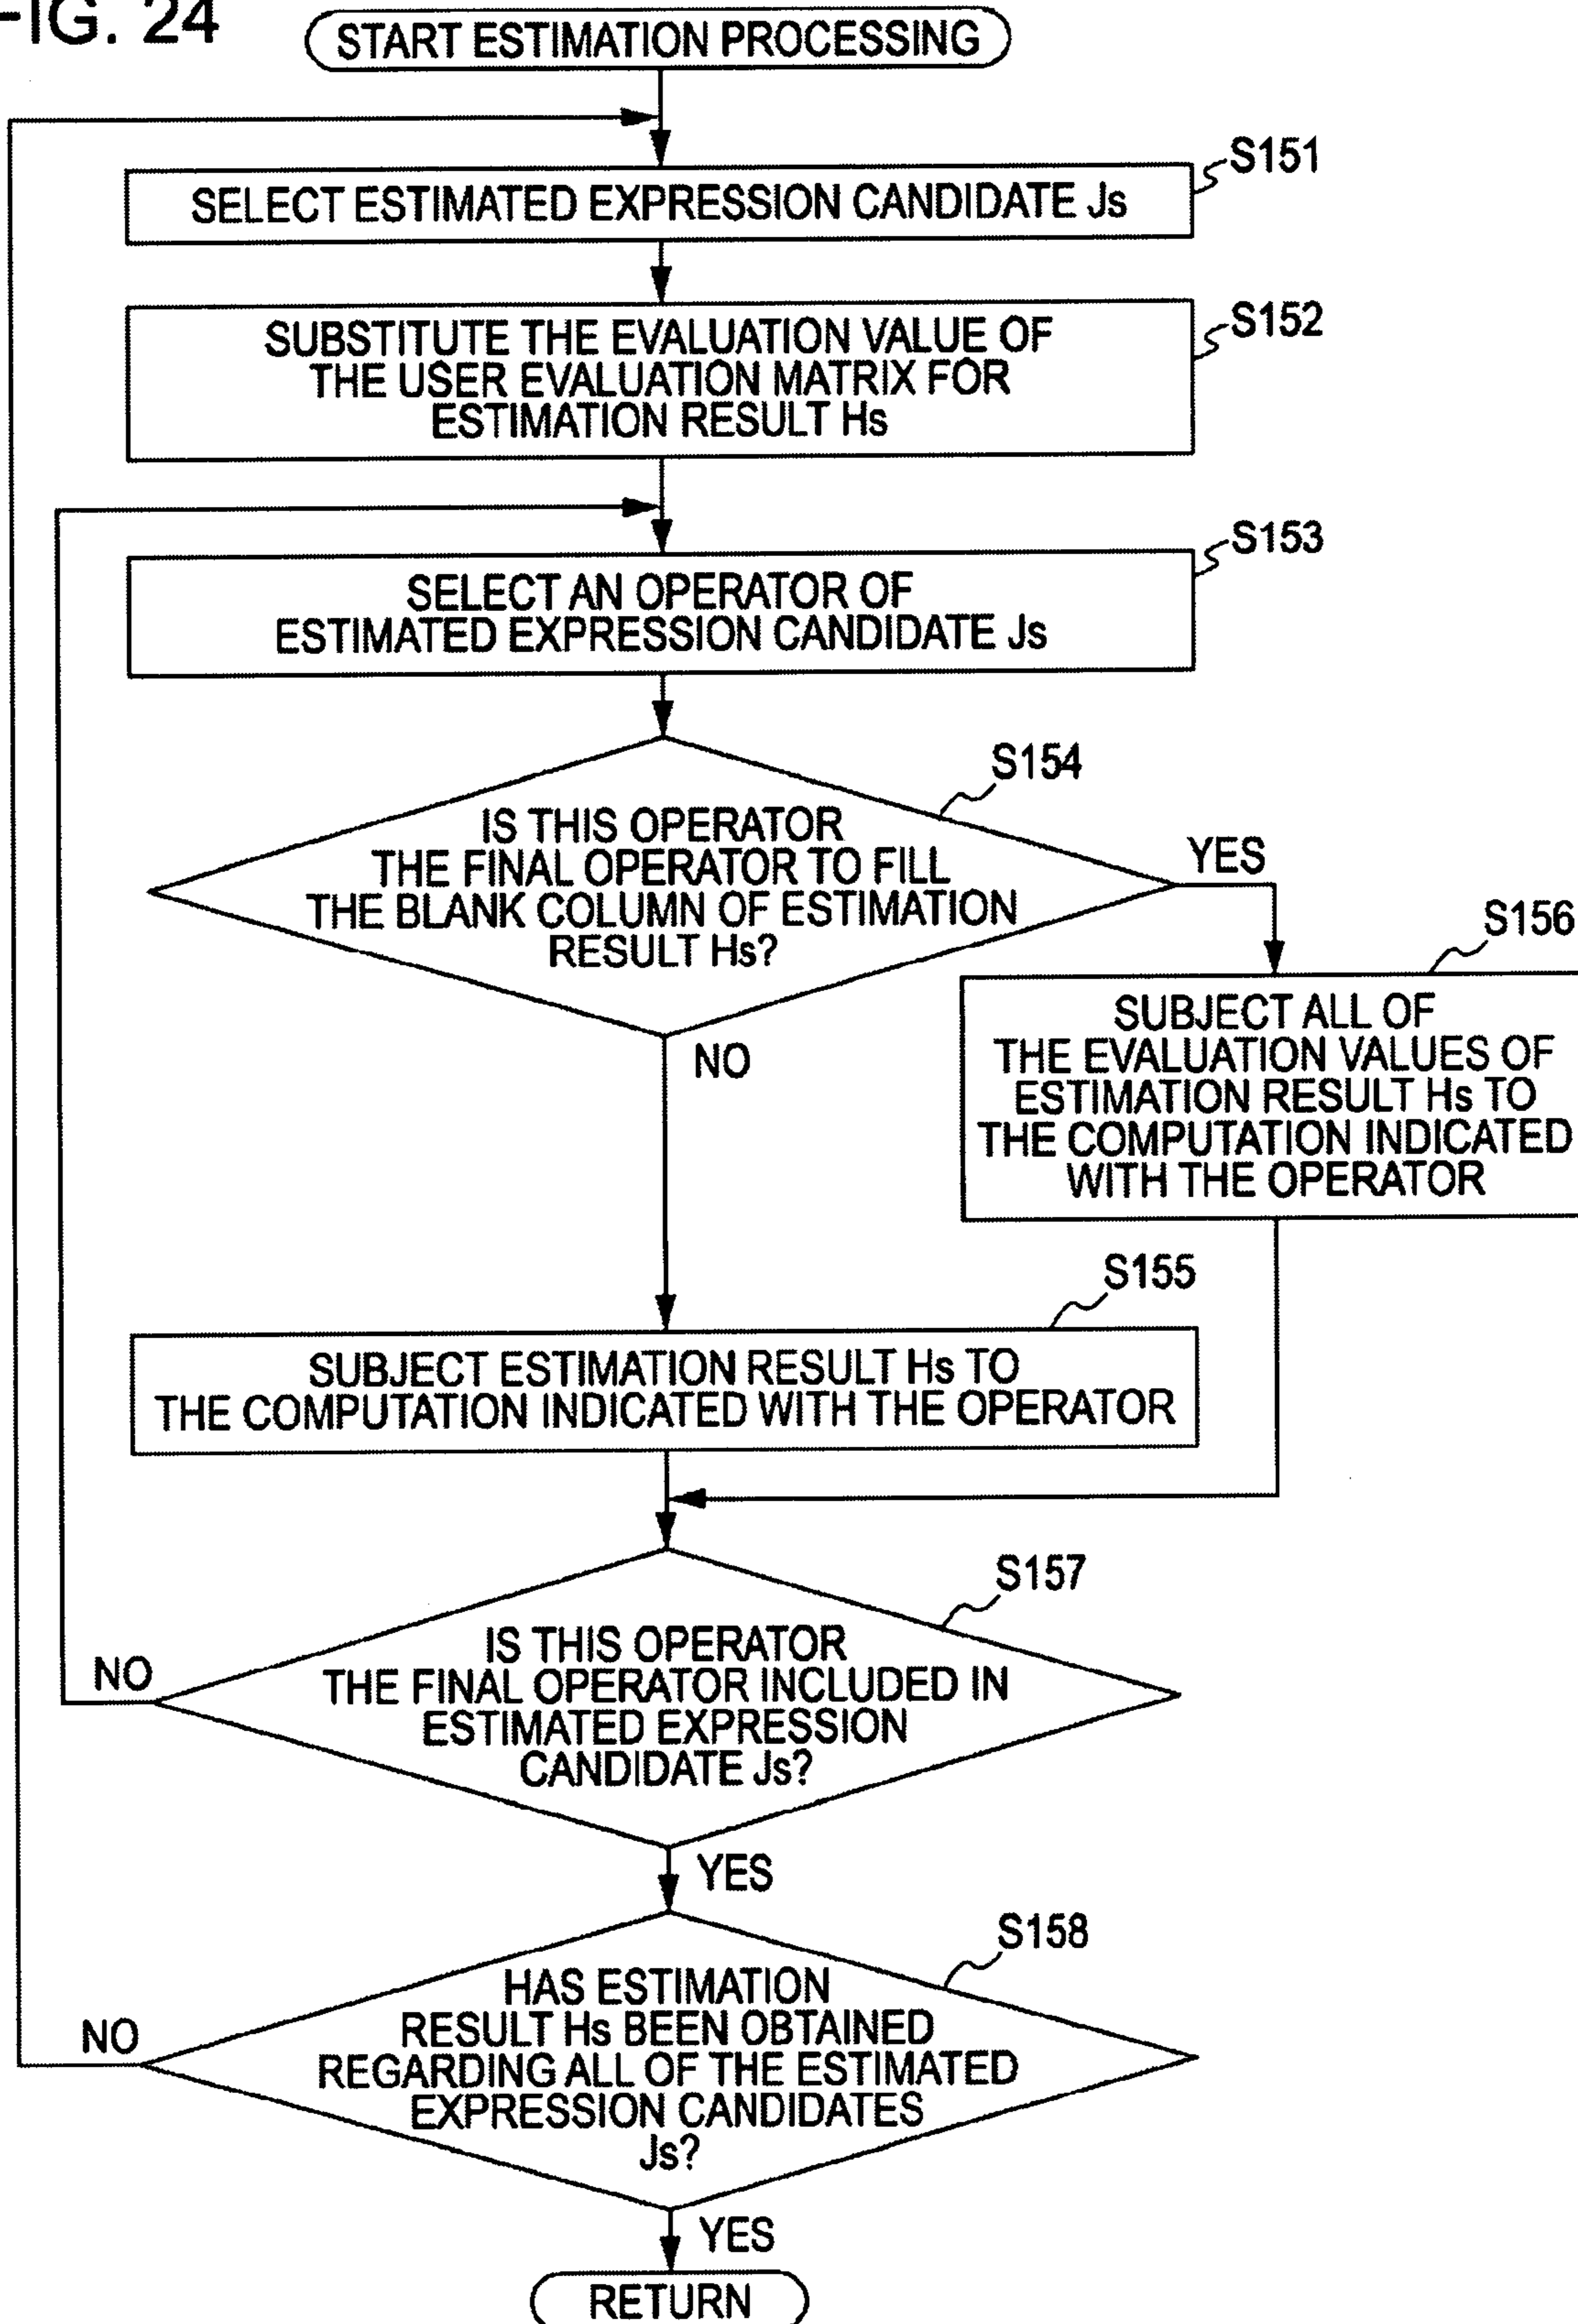 FIG. 24
START ESTIMATION PROCESSING
S151
SELECT ESTIMATED EXPRESSION CANDIDATE Js
S152
SUBSTITUTE THE EVALUATION VALUE OF
THE USER EVALUATION MATRIX FOR
ESTIMATION RESULT Hs
S153
SELECT AN OPERATOR OF
ESTIMATED EXPRESSION CANDIDATE Js
S154
IS THIS OPERATOR
THE FINAL OPERATOR TO FILL
THE BLANK COLUMN OF ESTIMATION
RESULT Hs?
YES
NO
S156
SUBJECT ALL OF
THE EVALUATION VALUES OF
ESTIMATION RESULT Hs TO
THE COMPUTATION INDICATED
WITH THE OPERATOR
S155
SUBJECT ESTIMATION RESULT Hs TO
THE COMPUTATION INDICATED WITH THE OPERATOR
S157
IS THIS OPERATOR
THE FINAL OPERATOR INCLUDED IN
ESTIMATED EXPRESSION
CANDIDATE Js?
NO
YES
S158
HAS ESTIMATION
RESULT Hs BEEN OBTAINED
REGARDING ALL OF THE ESTIMATED
EXPRESSION CANDIDATES
Js?
NO
YES
RETURN